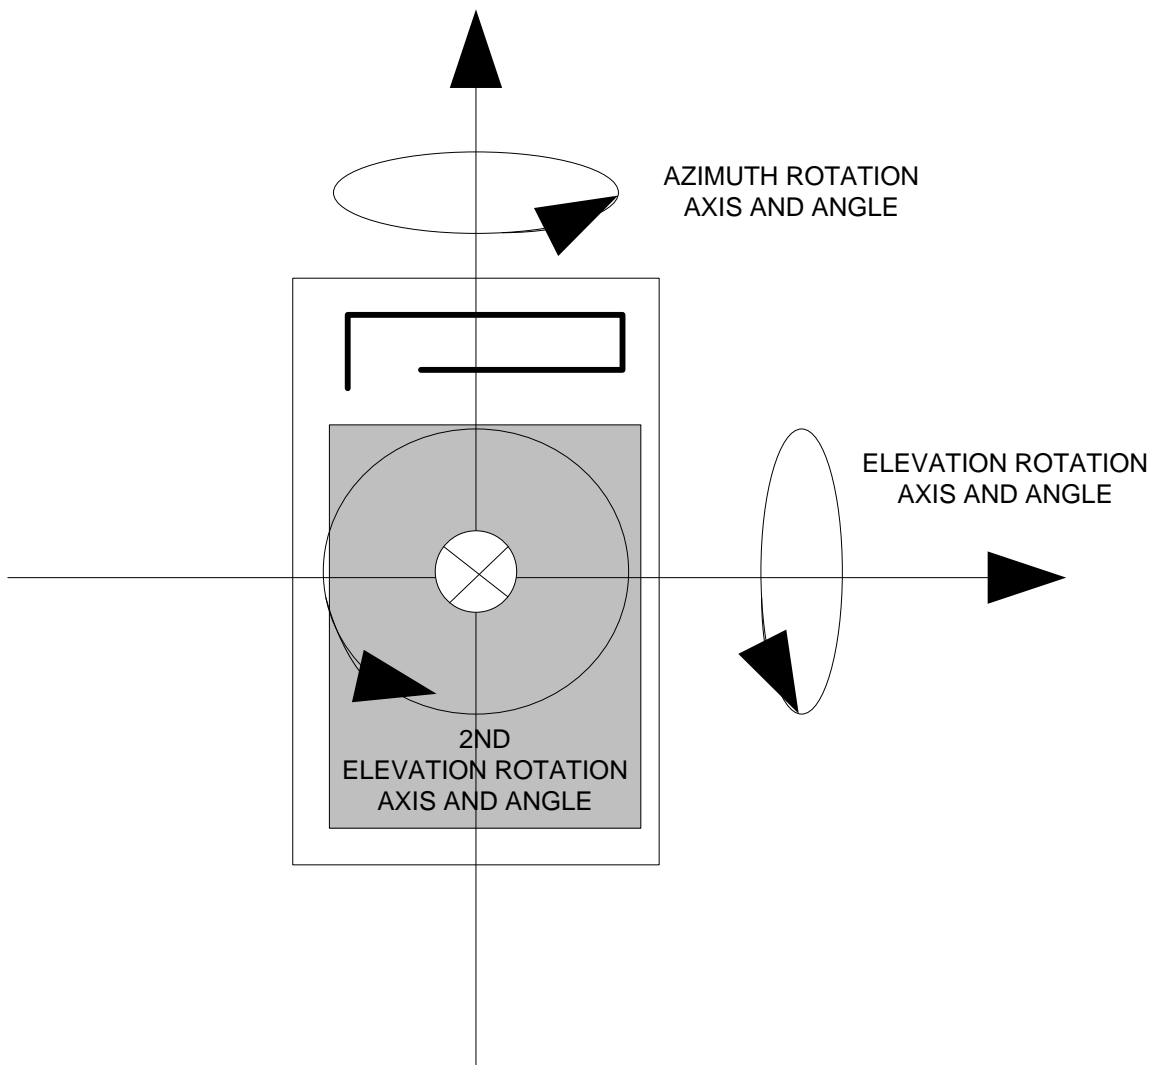 AZIMUTH ROTATION
AXIS AND ANGLE
ELEVATION ROTATION
AXIS AND ANGLE
2ND
ELEVATION ROTATION
AXIS AND ANGLE